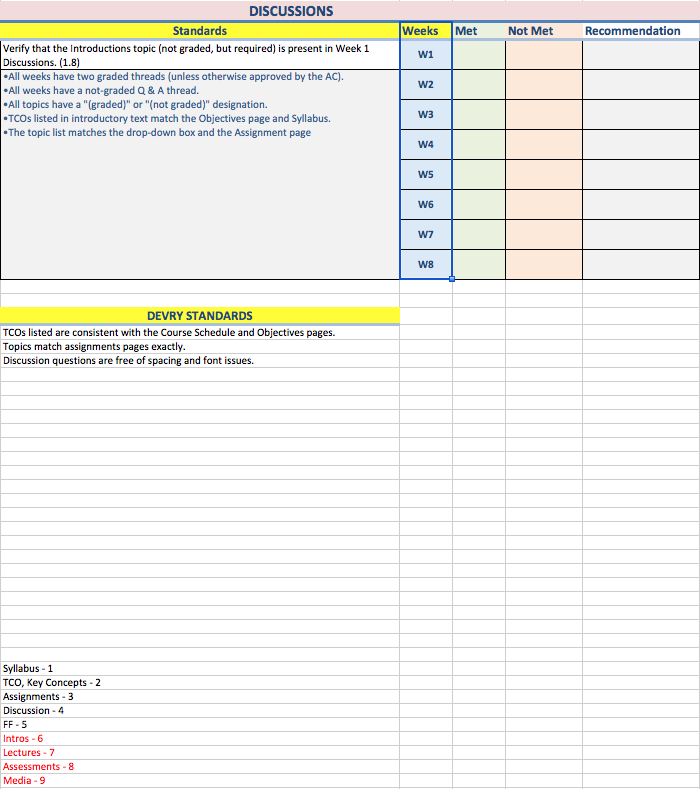 DISCUSSIONS
Standards Weeks Met Not Met Recommendation
Verify that the Introductions topic (not graded, but required) is present in Week 1
Discussions. (1.8)
W1
•All weeks have two graded threads (unless otherwise approved by the AC).
•All weeks have a not-graded Q & A thread.
•All topics have a "(graded)" or "(not graded)" designation.
•TCOs listed in introductory text match the Objectives page and Syllabus.
•The topic list matches the drop-down box and the Assignment page
W2
W3
W4
W5
W6
W7
W8
DEVRY STANDARDS
TCOs listed are consistent with the Course Schedule and Objectives pages.
Topics match assignments pages exactly.
Discussion questions are free of spacing and font issues.
Syllabus - 1
TCO, Key Concepts - 2
Assignments - 3
Discussion - 4
FF - 5
Intros - 6
Lectures - 7
Assessments - 8
Media - 9